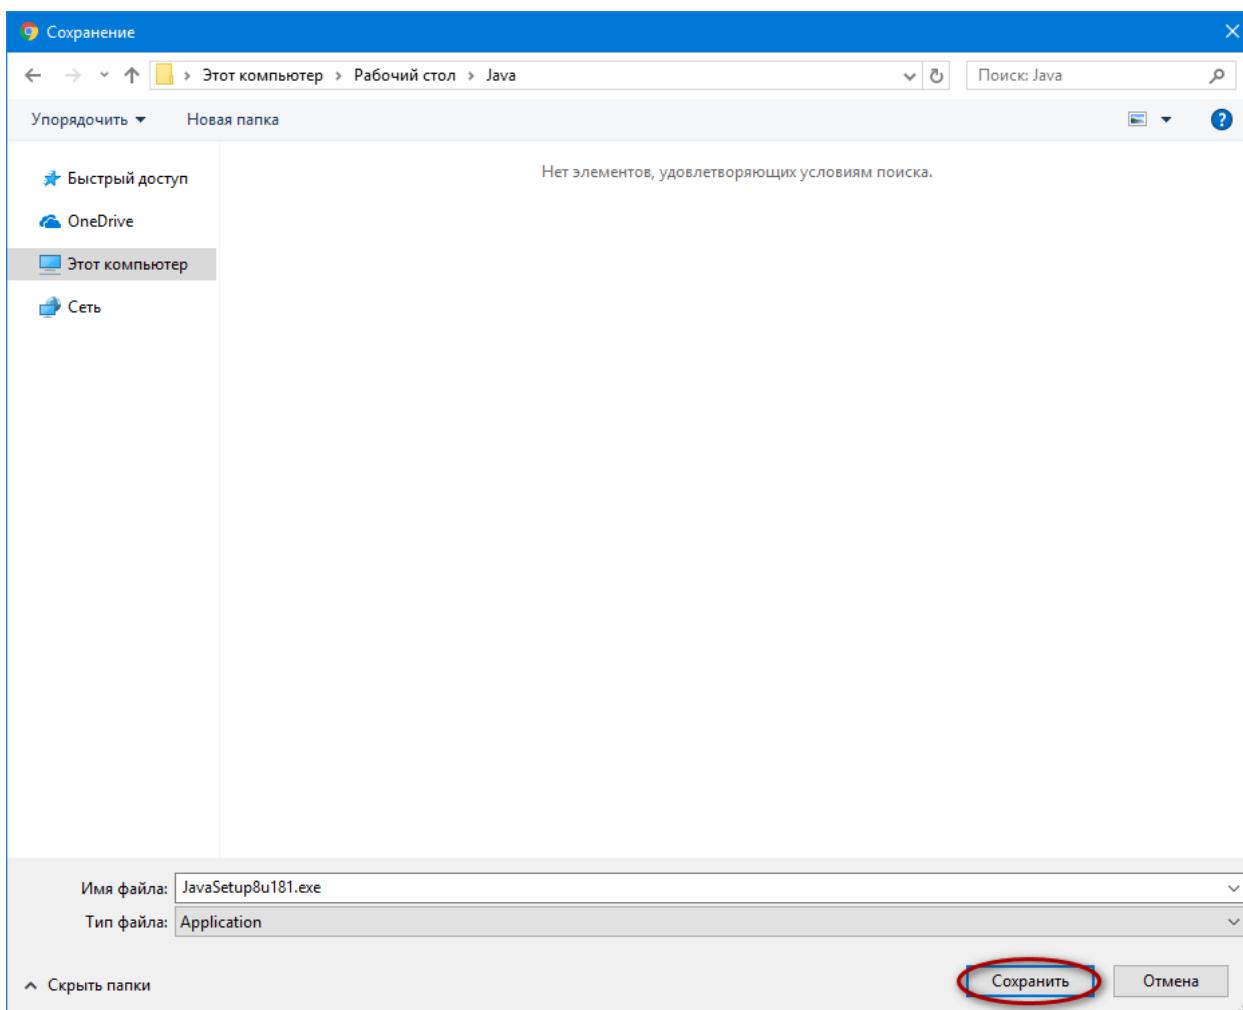 Сохранение
Этот компьютер › Рабочий стол › Java
Поиск: Java
Упорядочить
Новая папка
Быстрый доступ
Нет элементов, удовлетворяющих условиям поиска.
OneDrive
Этот компьютер
Сеть
Имя файла: JavaSetup8u181.exe
Тип файла: Application
Скрыть папки
Сохранить
Отмена